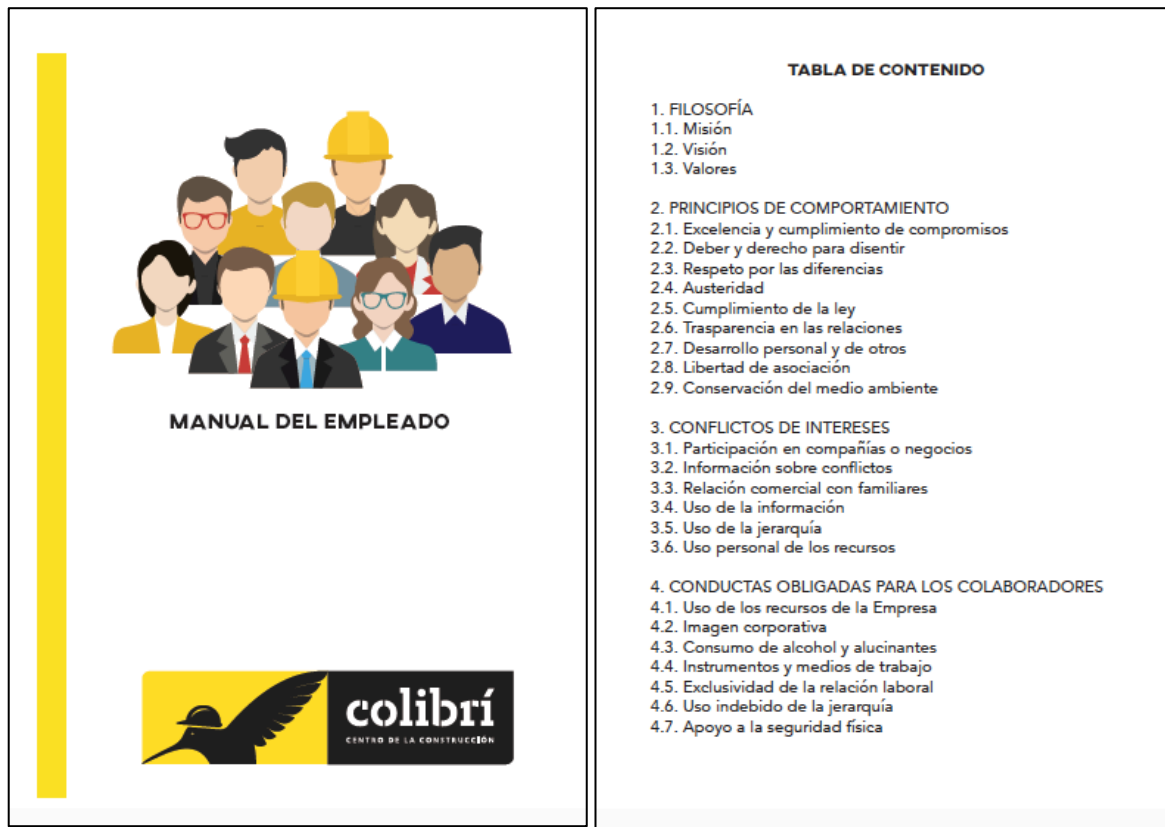 MANUAL DEL EMPLEADO
colibrí
CENTRO DE LA CONSTRUCCIÓN
TABLA DE CONTENIDO
1. FILOSOFÍA
1.1. Misión
1.2. Visión
1.3. Valores
2. PRINCIPIOS DE COMPORTAMIENTO
2.1. Excelencia y cumplimiento de compromisos
2.2. Deber y derecho para disentir
2.3. Respeto por las diferencias
2.4. Austeridad
2.5. Cumplimiento de la ley
2.6. Trasparencia en las relaciones
2.7. Desarrollo personal y de otros
2.8. Libertad de asociación
2.9. Conservación del medio ambiente
3. CONFLICTOS DE INTERESES
3.1. Participación en compañías o negocios
3.2. Información sobre conflictos
3.3. Relación comercial con familiares
3.4. Uso de la información
3.5. Uso de la jerarquía
3.6. Uso personal de los recursos
4. CONDUCTAS OBLIGADAS PARA LOS COLABORADORES
4.1. Uso de los recursos de la Empresa
4.2. Imagen corporativa
4.3. Consumo de alcohol y alucinantes
4.4. Instrumentos y medios de trabajo
4.5. Exclusividad de la relación laboral
4.6. Uso indebido de la jerarquía
4.7. Apoyo a la seguridad física